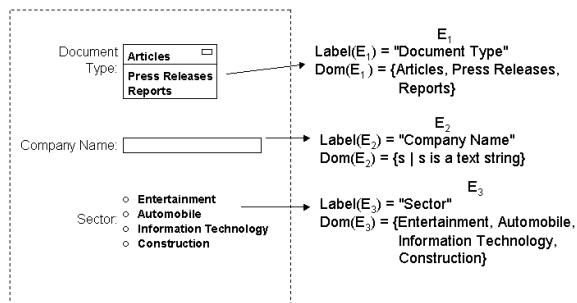 Document
Type:
Articles
Press Releases
Reports
E1
Label(E1) = "Document Type"
Dom(E1) = {Articles, Press Releases,
Reports}
Company Name:
E2
Label(E2) = "Company Name"
Dom(E2) = {s | s is a text string}
Sector:
Entertainment
Automobile
Information Technology
Construction
E3
Label(E3) = "Sector"
Dom(E3) = {Entertainment, Automobile,
Information Technology,
Construction}